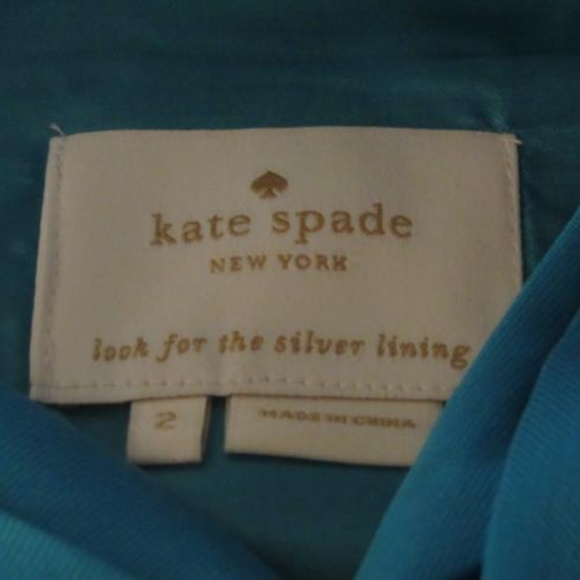 kate spade
NEW YORK
look for the silver lining
2
MADE IN CHINA